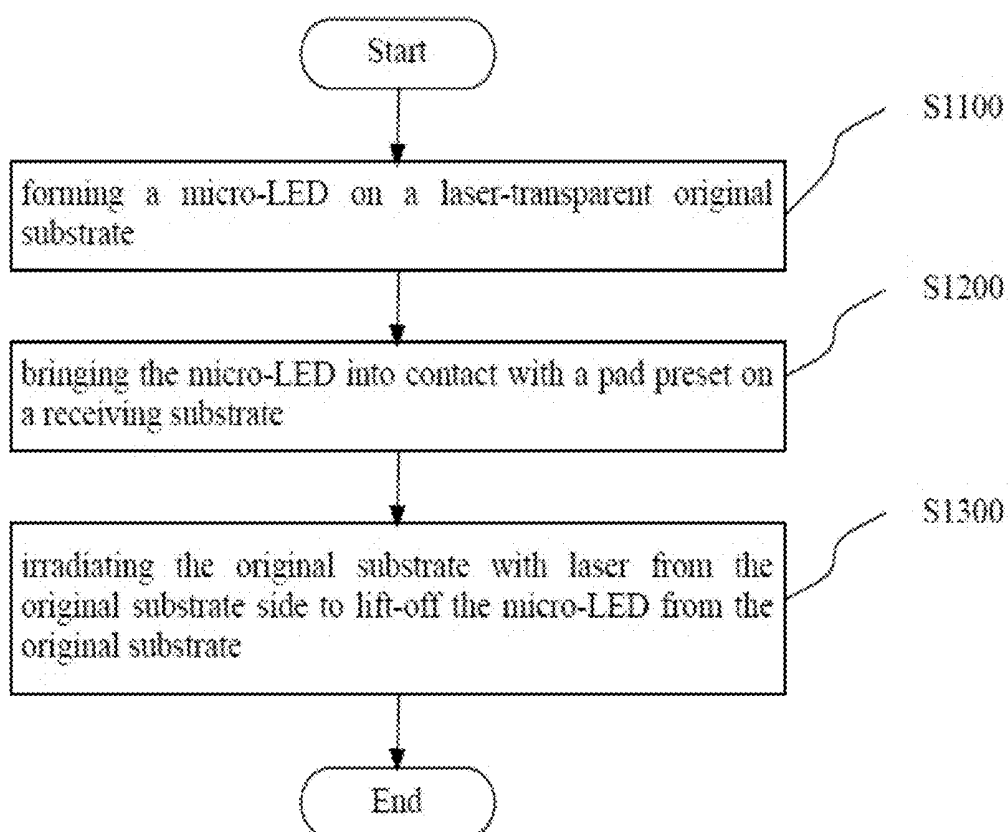 Start
S1100
forming a micro-LED on a laser-transparent original
substrate
S1200
bringing the micro-LED into contact with a pad preset on
a receiving substrate
S1300
irradiating the original substrate with laser from the
original substrate side to lift-off the micro-LED from the
original substrate
End